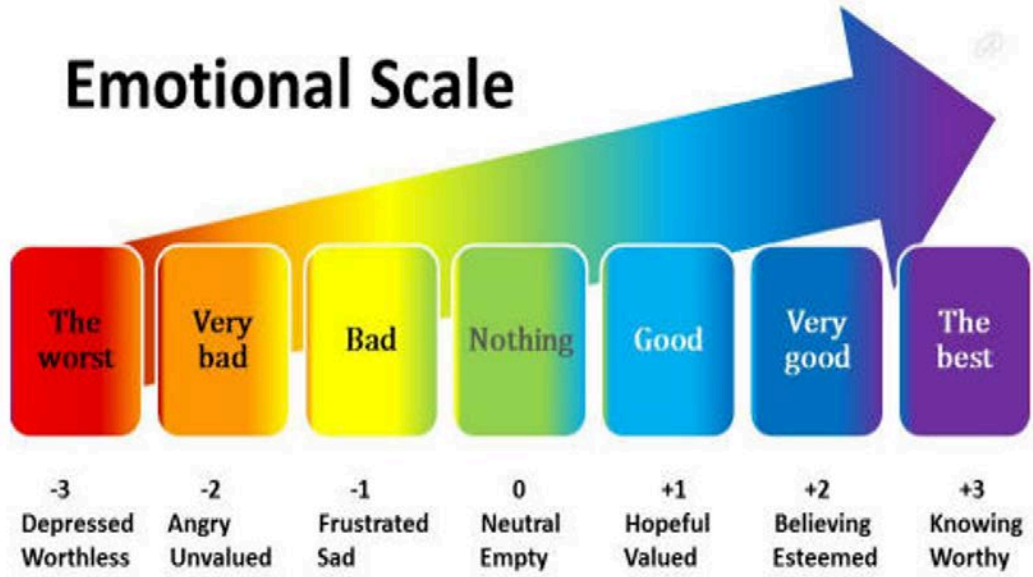 Emotional Scale
The
worst
Very
bad
Bad
Nothing
Good
Very
good
The
best
-3
Depressed
Worthless
-2
Angry
Unvalued
-1
Frustrated
Sad
0
Neutral
Empty
+1
Hopeful
Valued
+2
Believing
Esteemed
+3
Knowing
Worthy